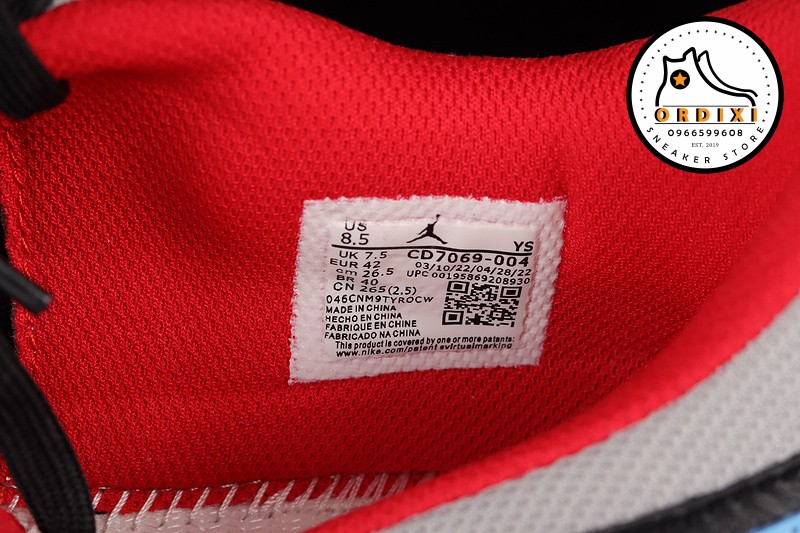 ORDIXI
0966599608
SNEAKER STORE
EST. 2019
US
8.5
YS
UK 7.5
CD7069-004
EUR 42
03/10/22/04/28/22
cm 26.5
UPC 00195869208930
BR 40
CN 265(2.5)
046CNM9TYROCW
MADE IN CHINA
HECHO EN CHINA
FABRIQUE EN CHINE
FABRICADO NA CHINA
This product is covered by one or more patents:
www.nike.com/patentsvirtualmarking